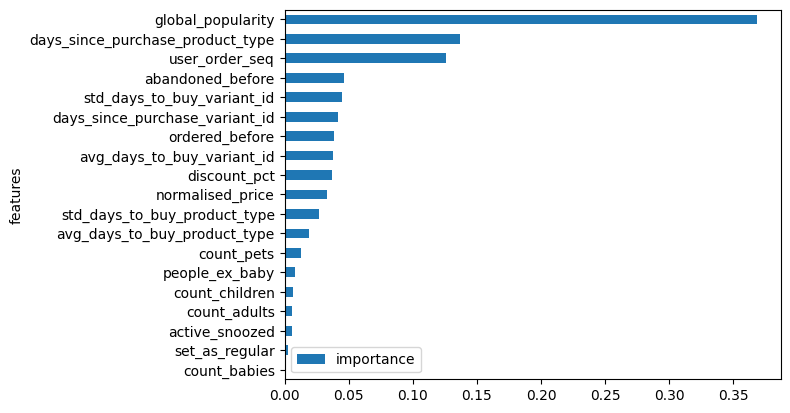 global_popularity
days_since_purchase_product_type
user_order_seq
abandoned_before
std_days_to_buy_variant_id
days_since_purchase_variant_id
ordered_before
avg_days_to_buy_variant_id
discount_pct
normalised_price
std_days_to_buy_product_type
avg_days_to_buy_product_type
count_pets
people_ex_baby
count_children
count_adults
active_snoozed
set_as_regular
count_babies
features
importance
0.00 0.05 0.10 0.15 0.20 0.25 0.30 0.35